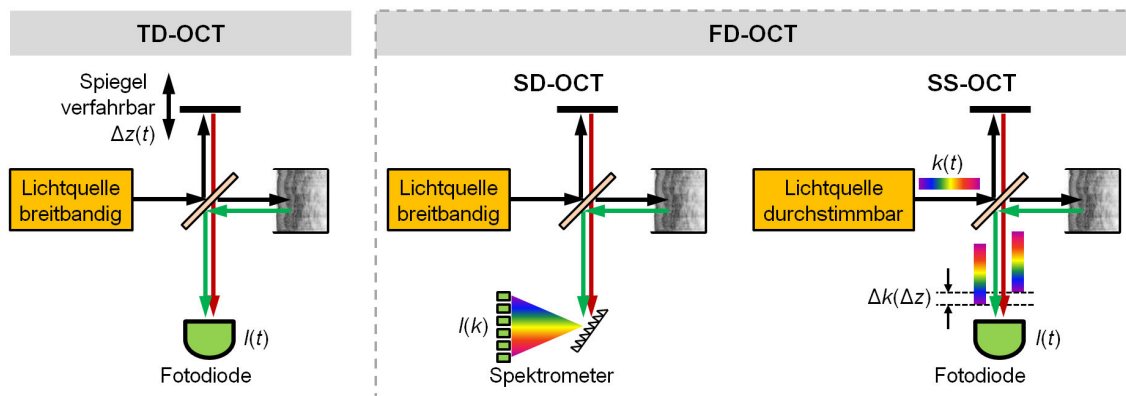 TD-OCT
Spiegel
verfahrbar
Δz(t)
Lichtquelle
breitbandig
I(t)
Fotodiode
FD-OCT
SD-OCT
Lichtquelle
breitbandig
I(k)
Spektrometer
SS-OCT
k(t)
Lichtquelle
durchstimmbar
Δk(Δz)
I(t)
Fotodiode